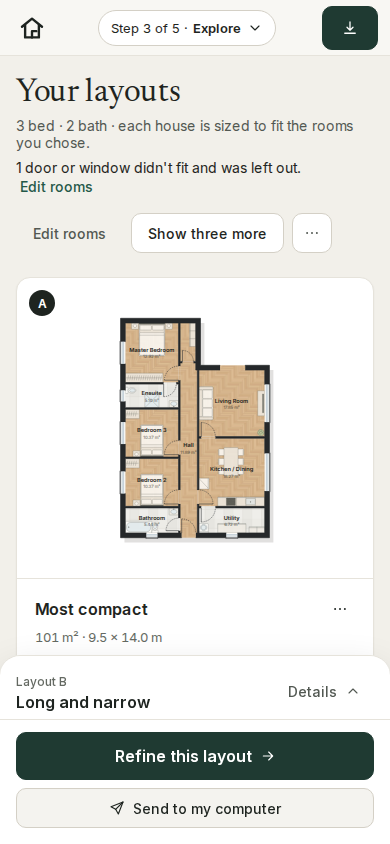 Step 3 of 5 · Explore
Your layouts
3 bed · 2 bath · each house is sized to fit the rooms
you chose.
1 door or window didn't fit and was left out.
Edit rooms
Edit rooms
Show three more
A
Master Bedroom
Ensuite
Living Room
Bedroom 3
Hall
Kitchen / Dining
Bedroom 2
Bathroom
Utility
Most compact
101 m² · 9.5 × 14.0 m
Layout B
Long and narrow
Details
Refine this layout →
Send to my computer